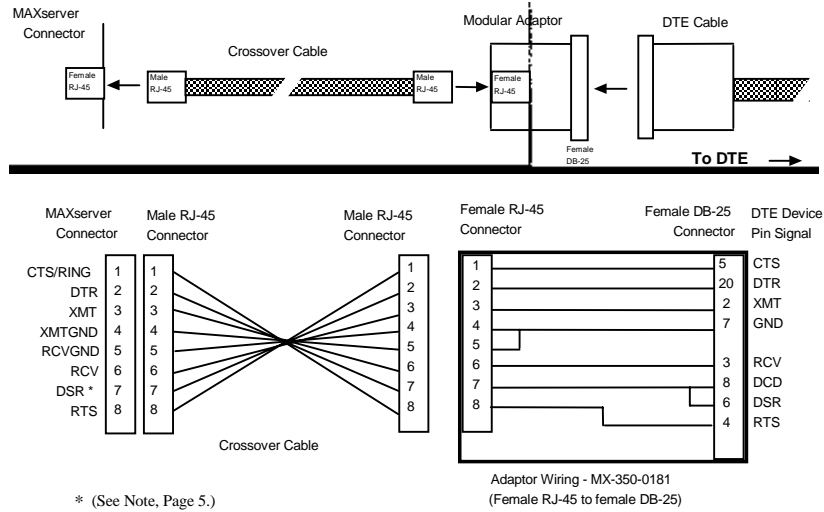 MAXserver
Connector
Crossover Cable
Modular Adaptor
DTE Cable
Female
RJ-45
Male
RJ-45
Male
RJ-45
Female
RJ-45
Female
DB-25
To DTE
MAXserver
Connector
Male RJ-45
Connector
Male RJ-45
Connector
Female RJ-45
Connector
Female DB-25
Connector
DTE Device
Pin Signal
CTS/RING 1 1 1 1 5 CTS
DTR 2 2 2 2 20 DTR
XMT 3 3 3 3 2 XMT
XMTGND 4 4 4 4 7 GND
RCVGND 5 5 5 5
RCV 6 6 6 6 3 RCV
DSR * 7 7 7 7 8 DCD
6 DSR
RTS 8 8 8 8 4 RTS
Crossover Cable
Adaptor Wiring - MX-350-0181
(Female RJ-45 to female DB-25)
* (See Note, Page 5.)